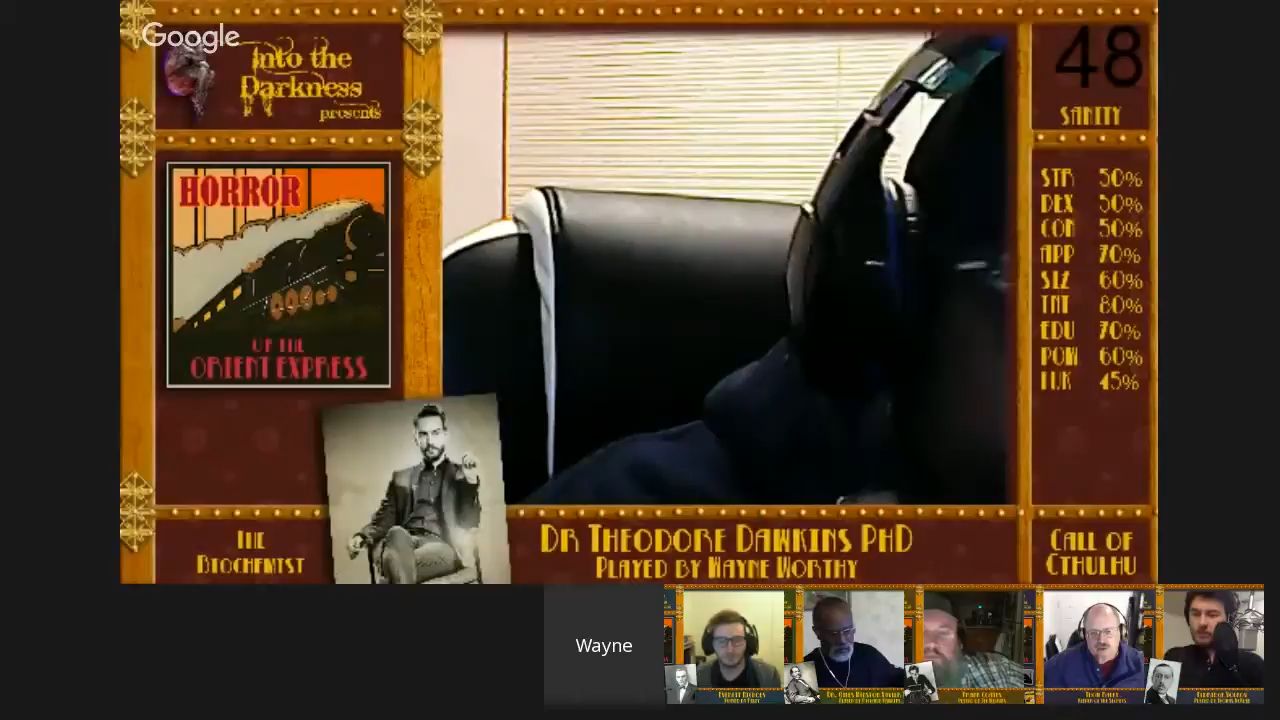 Google
Into the
Darkness
presents
HORROR
ON THE
ORIENT EXPRESS
48
SANITY
STR 50%
DEX 50%
CON 50%
APP 70%
SIZ 60%
INT 80%
EDU 70%
POW 60%
LUK 45%
THE
BIOCHEMIST
DR THEODORE DAWKINS PHD
PLAYED BY WAYNE WORTHY
CALL OF
CTHULHU
Wayne